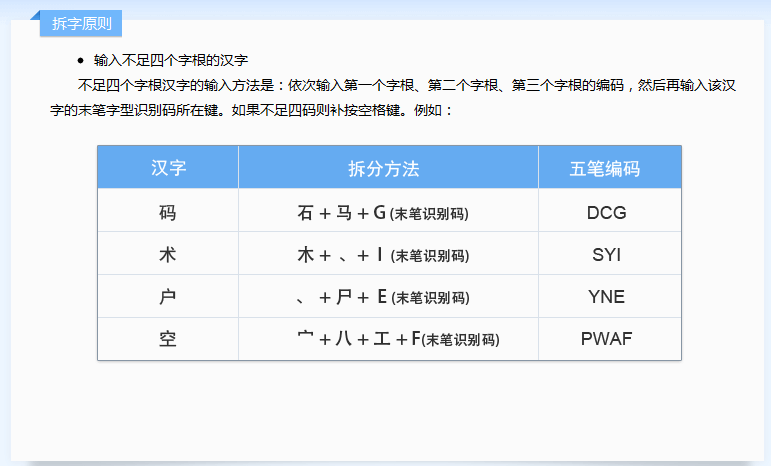 拆字原则
• 输入不足四个字根的汉字
不足四个字根汉字的输入方法是：依次输入第一个字根、第二个字根、第三个字根的编码，然后再输入该汉
字的末笔字型识别码所在键。如果不足四码则补按空格键。例如：
汉字 拆分方法 五笔编码
码 石 + 马 + G (末笔识别码) DCG
术 木 + 、 + I (末笔识别码) SYI
户 、 + 尸 + E (末笔识别码) YNE
空 宀 + 八 + 工 + F(末笔识别码) PWAF